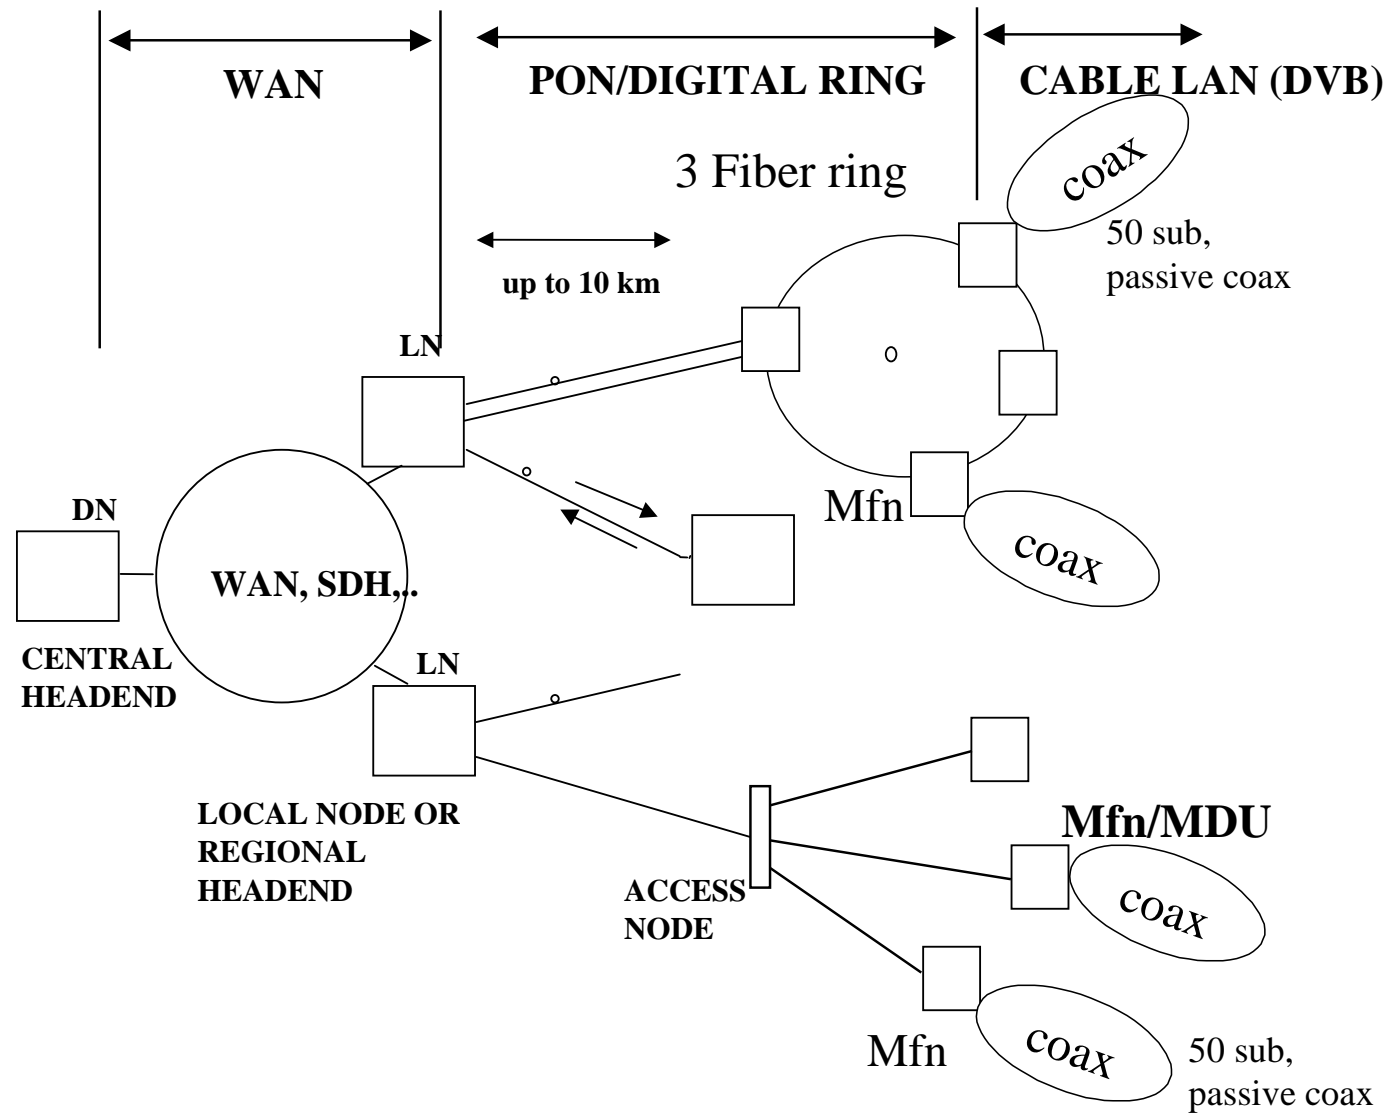 WAN
PON/DIGITAL RING
CABLE LAN (DVB)
3 Fiber ring
coax
50 sub,
passive coax
up to 10 km
LN
DN
Mfn
coax
WAN, SDH,..
CENTRAL
HEADEND
LN
LOCAL NODE OR
REGIONAL
HEADEND
ACCESS
NODE
Mfn/MDU
coax
Mfn
coax
50 sub,
passive coax